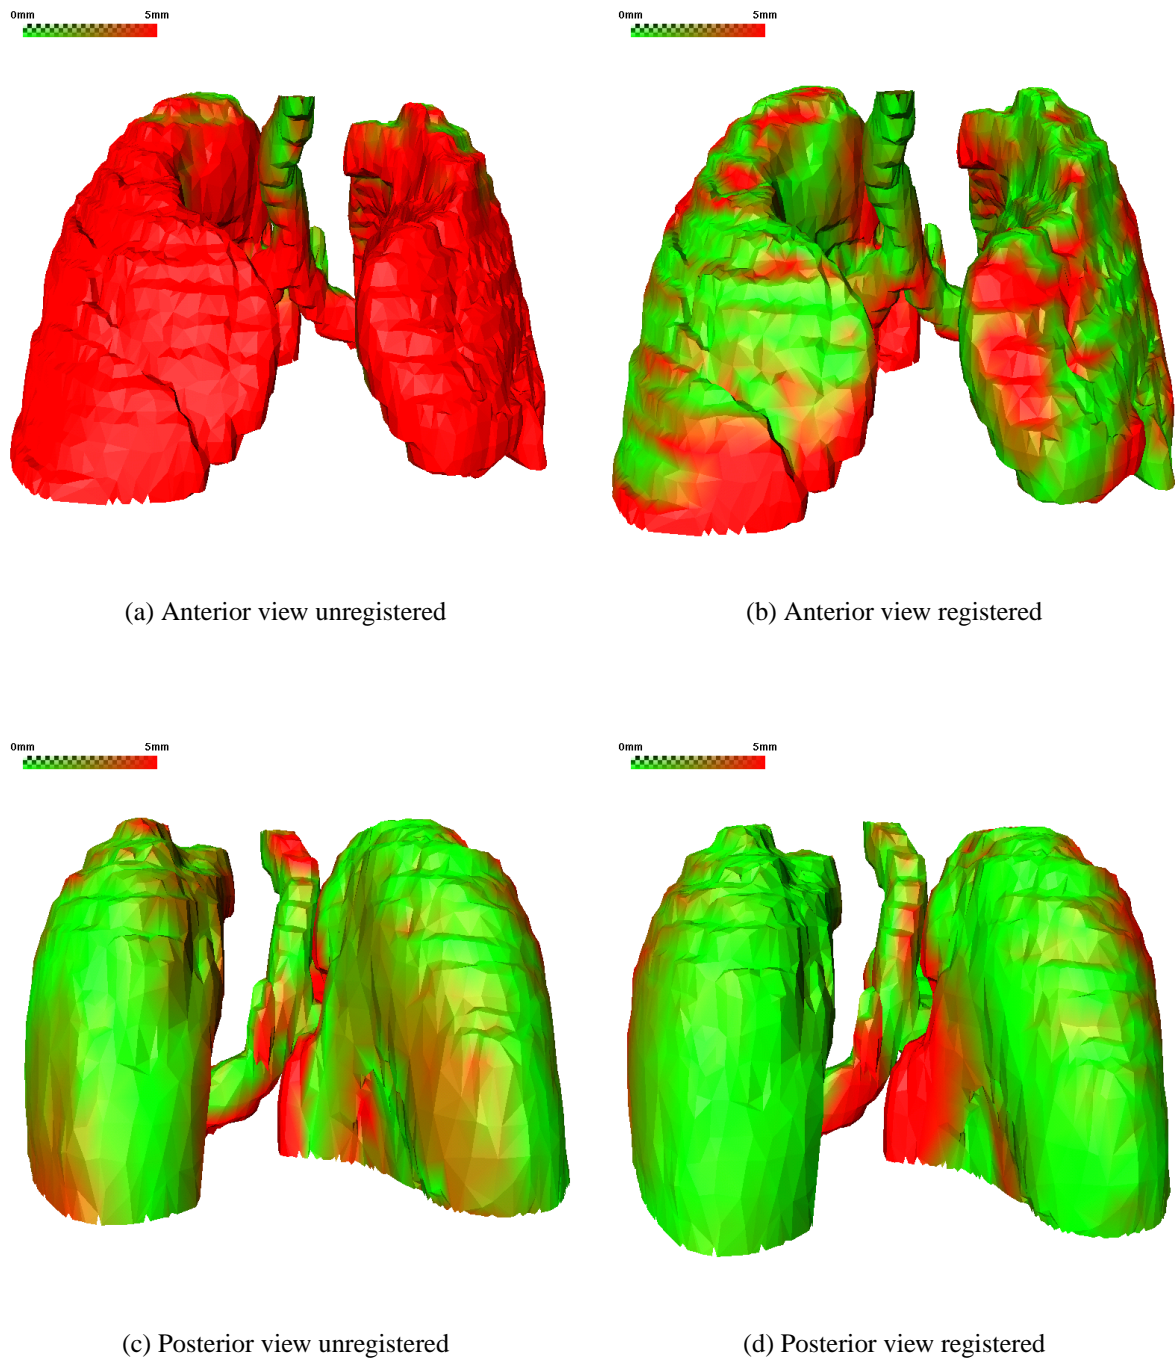 0mm 5mm
0mm 5mm
(a) Anterior view unregistered
(b) Anterior view registered
0mm 5mm
0mm 5mm
(c) Posterior view unregistered
(d) Posterior view registered